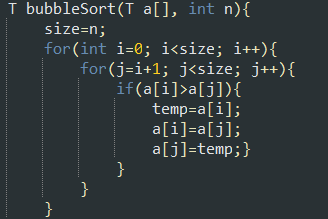 T bubbleSort(T a[], int n){
size=n;
for(int i=0; i<size; i++){
for(j=i+1; j<size; j++){
if(a[i]>a[j]){
temp=a[i];
a[i]=a[j];
a[j]=temp;}
}
}
}